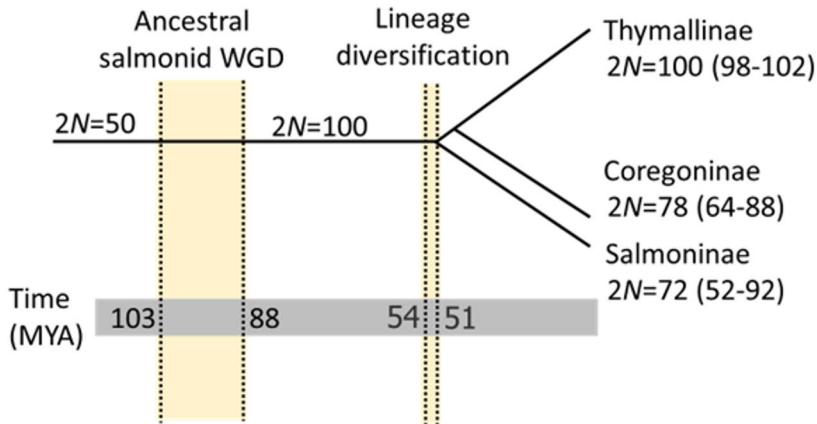 Ancestral
salmonid WGD
Lineage
diversification
2N=50
2N=100
Thymallinae
2N=100 (98-102)
Coregoninae
2N=78 (64-88)
Salmoninae
2N=72 (52-92)
Time
(MYA)
103
88
54
51